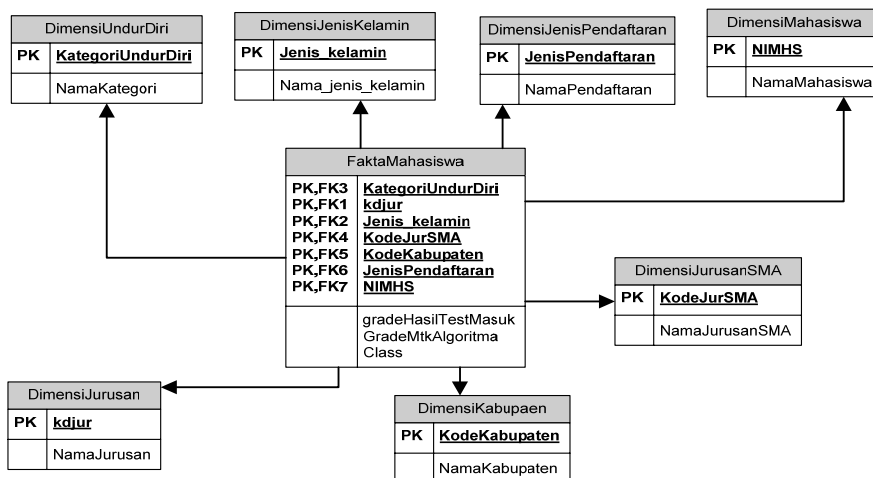 DimensiUndurDiri
PK KategoriUndurDiri
NamaKategori
DimensiJenisKelamin
PK Jenis_kelamin
Nama_jenis_kelamin
DimensiJenisPendaftaran
PK JenisPendaftaran
NamaPendaftaran
DimensiMahasiswa
PK NIMHS
NamaMahasiswa
FaktaMahasiswa
PK,FK3 KategoriUndurDiri
PK,FK1 kdjur
PK,FK2 Jenis_kelamin
PK,FK4 KodeJurSMA
PK,FK5 KodeKabupaten
PK,FK6 JenisPendaftaran
PK,FK7 NIMHS
gradeHasilTestMasuk
GradeMtkAlgoritma
Class
DimensiJurusanSMA
PK KodeJurSMA
NamaJurusanSMA
DimensiJurusan
PK kdjur
NamaJurusan
DimensiKabupaen
PK KodeKabupaten
NamaKabupaten